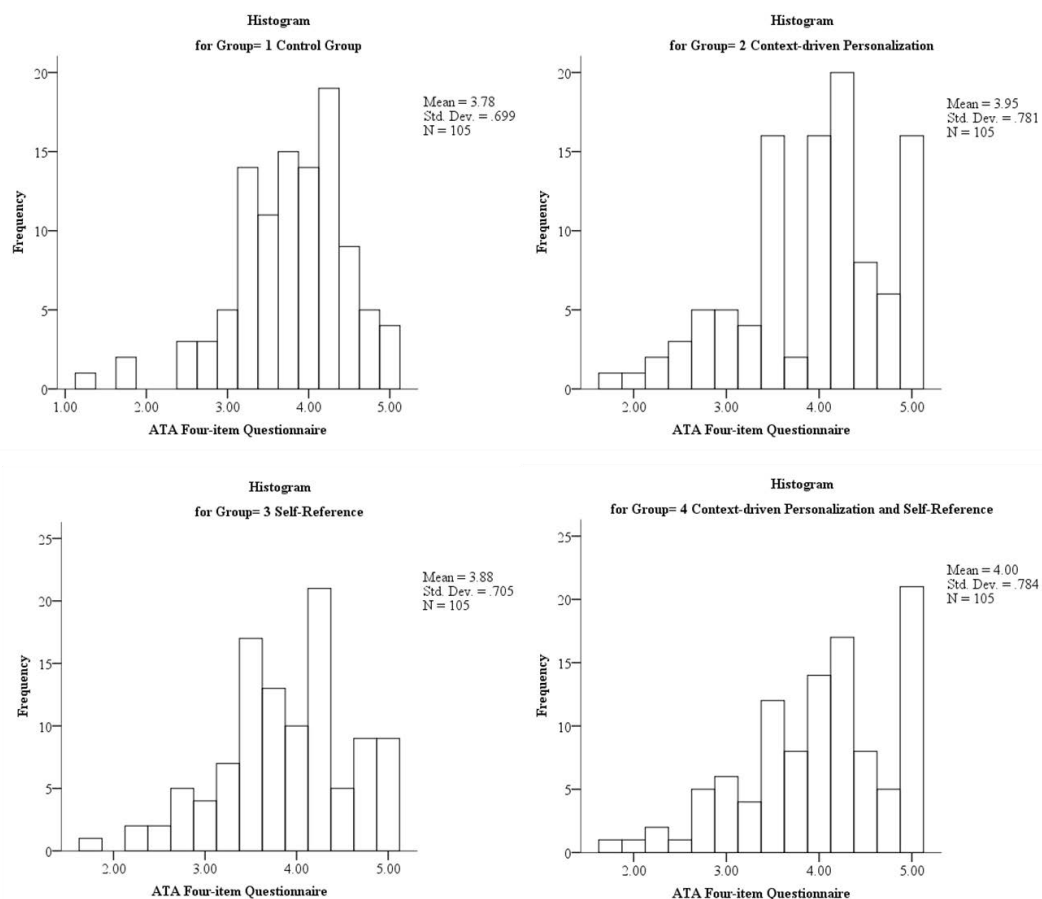 Histogram
for Group= 1 Control Group
20
15
10
5
0
Frequency
1.00 2.00 3.00 4.00 5.00
ATA Four-item Questionnaire
Mean = 3.78
Std. Dev. = .699
N = 105
Histogram
for Group= 2 Context-driven Personalization
20
15
10
5
0
Frequency
2.00 3.00 4.00 5.00
ATA Four-item Questionnaire
Mean = 3.95
Std. Dev. = .781
N = 105
Histogram
for Group= 3 Self-Reference
25
20
15
10
5
0
Frequency
2.00 3.00 4.00 5.00
ATA Four-item Questionnaire
Mean = 3.88
Std. Dev. = .705
N = 105
Histogram
for Group= 4 Context-driven Personalization and Self-Reference
25
20
15
10
5
0
Frequency
2.00 3.00 4.00 5.00
ATA Four-item Questionnaire
Mean = 4.00
Std. Dev. = .784
N = 105